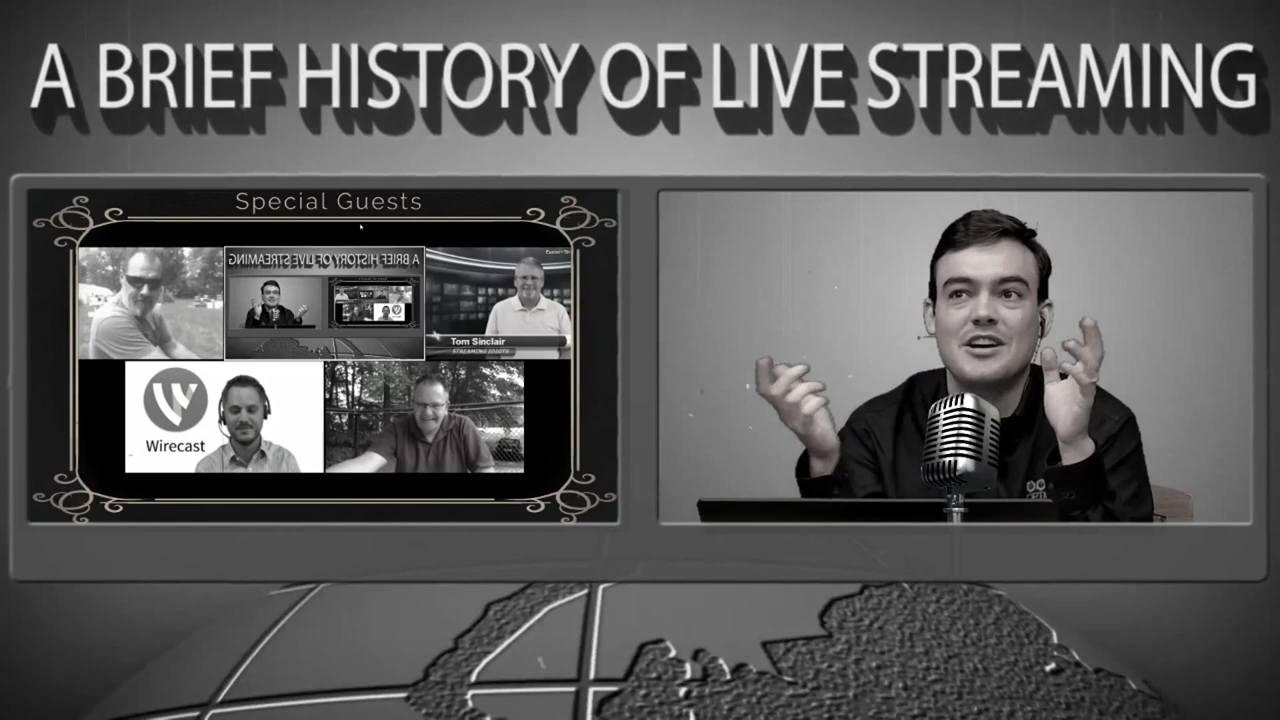 A BRIEF HISTORY OF LIVE STREAMING
Special Guests
A BRIEF HISTORY OF LIVE STREAMING
Tom Sinclair
STREAMING IDIOTS
Wirecast